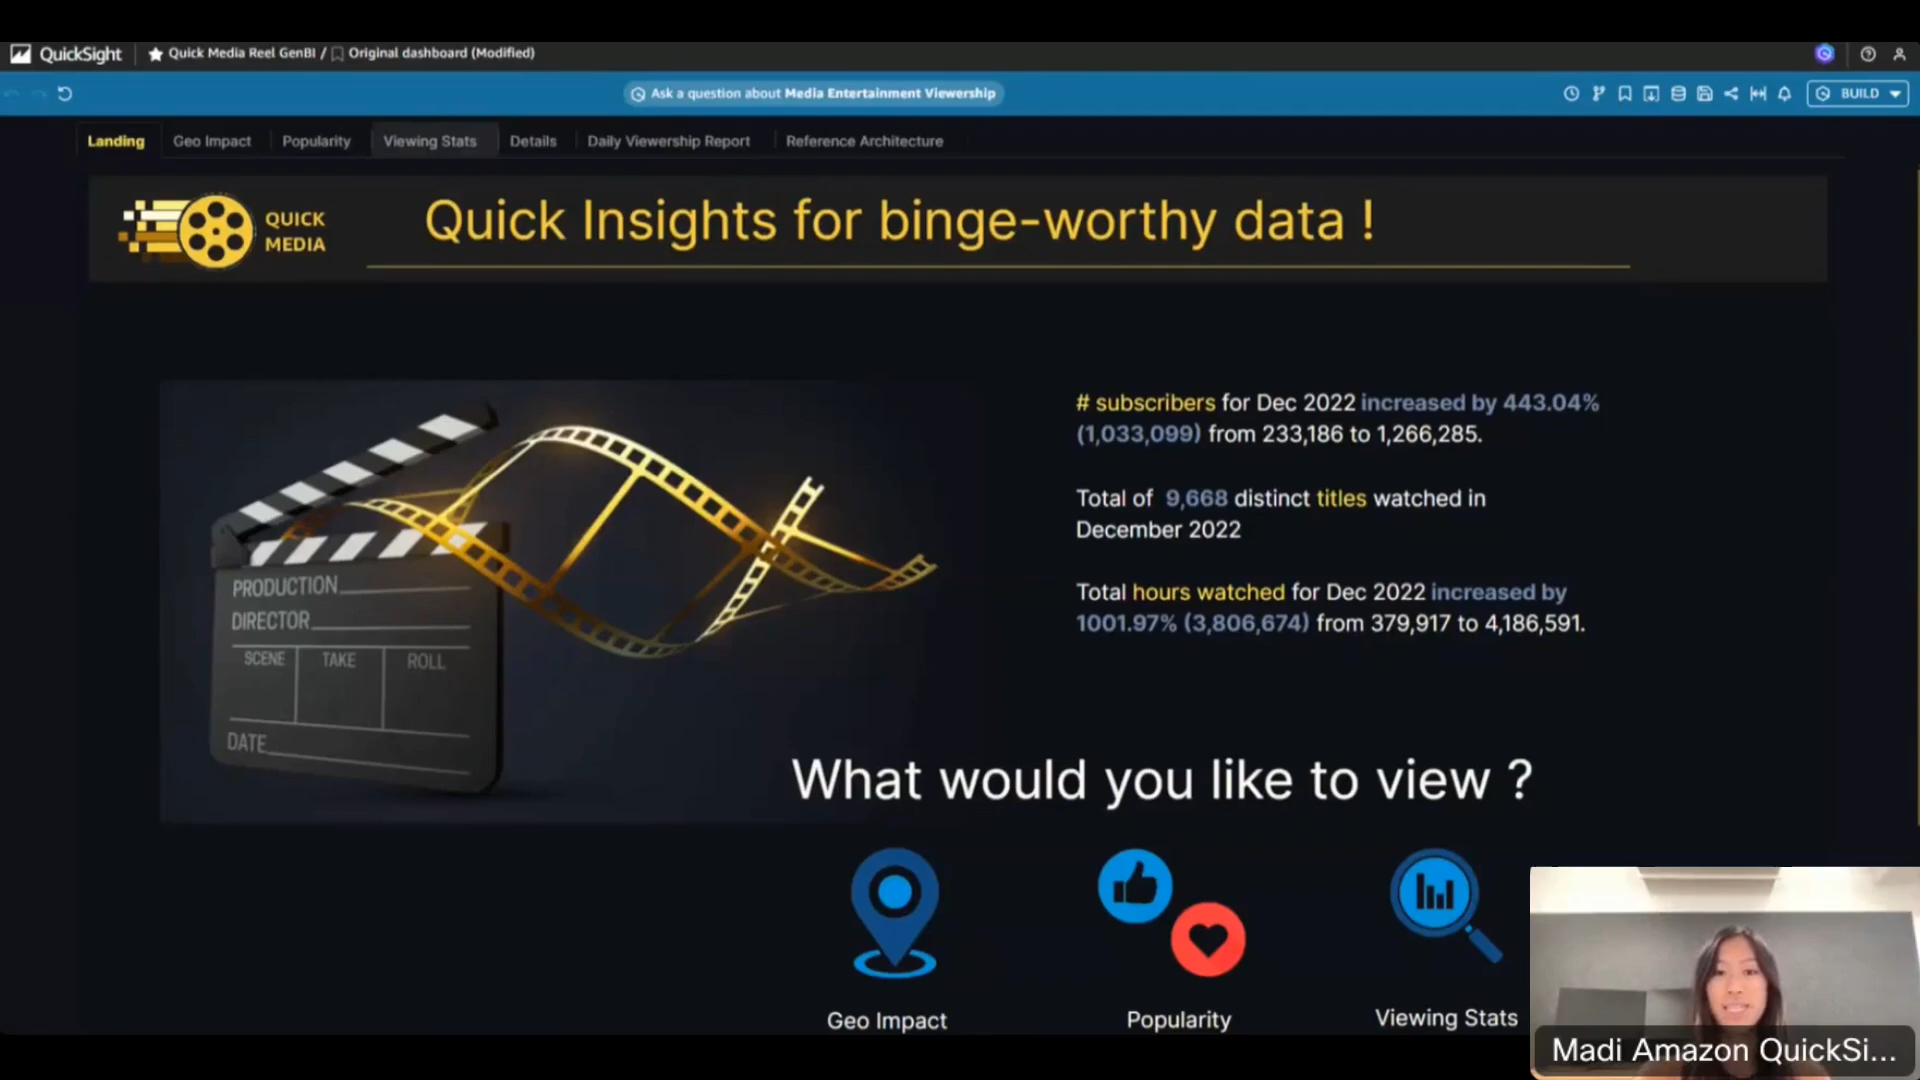 QuickSight
Quick Media Reel GenBI / Original dashboard (Modified)
Ask a question about Media Entertainment Viewership
BUILD
Landing
Geo Impact
Popularity
Viewing Stats
Details
Daily Viewership Report
Reference Architecture
QUICK
MEDIA
Quick Insights for binge-worthy data !
# subscribers for Dec 2022 increased by 443.04%
(1,033,099) from 233,186 to 1,266,285.
Total of 9,668 distinct titles watched in
December 2022
Total hours watched for Dec 2022 increased by
1001.97% (3,806,674) from 379,917 to 4,186,591.
PRODUCTION
DIRECTOR
SCENE TAKE ROLL
DATE
What would you like to view ?
Geo Impact
Popularity
Viewing Stats
Madi Amazon QuickSi...